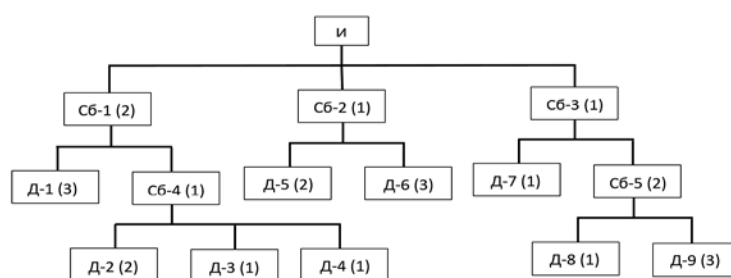 И
Сб-1 (2)
Сб-2 (1)
Сб-3 (1)
Д-1 (3)
Сб-4 (1)
Д-5 (2)
Д-6 (3)
Д-7 (1)
Сб-5 (2)
Д-2 (2)
Д-3 (1)
Д-4 (1)
Д-8 (1)
Д-9 (3)